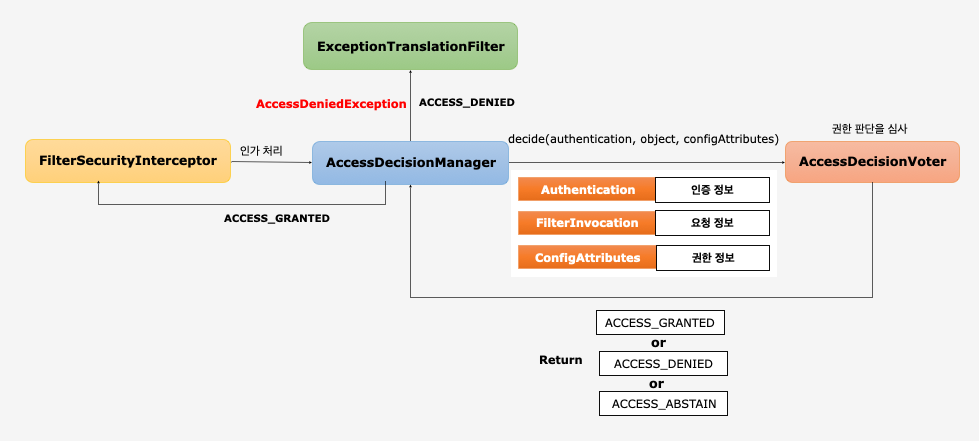 ExceptionTranslationFilter
AccessDeniedException
ACCESS_DENIED
FilterSecurityInterceptor
인가 처리
AccessDecisionManager
decide(authentication, object, configAttributes)
권한 판단을 심사
AccessDecisionVoter
ACCESS_GRANTED
Authentication
인증 정보
FilterInvocation
요청 정보
ConfigAttributes
권한 정보
Return
ACCESS_GRANTED
or
ACCESS_DENIED
or
ACCESS_ABSTAIN